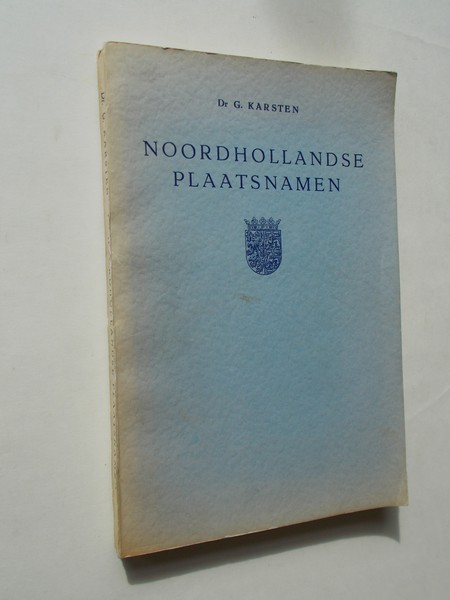 Dr G. KARSTEN
NOORDHOLLANDSE
PLAATSNAMEN